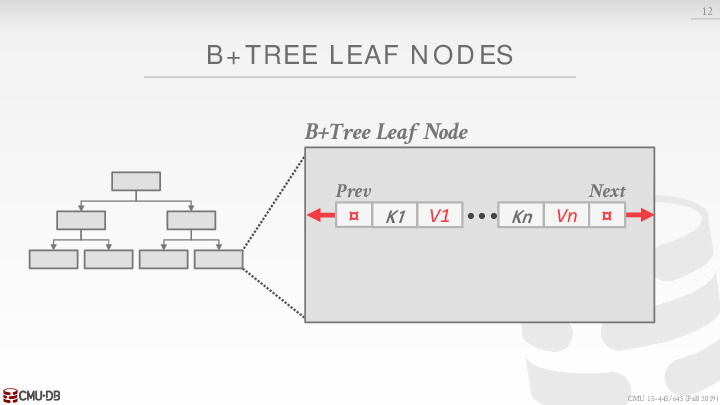 12
B+TREE LEAF NODES
B+Tree Leaf Node
Prev Next
¤ K1 V1 ••• Kn Vn ¤
CMU·DB
CMU 15-445/645 (Fall 2019)